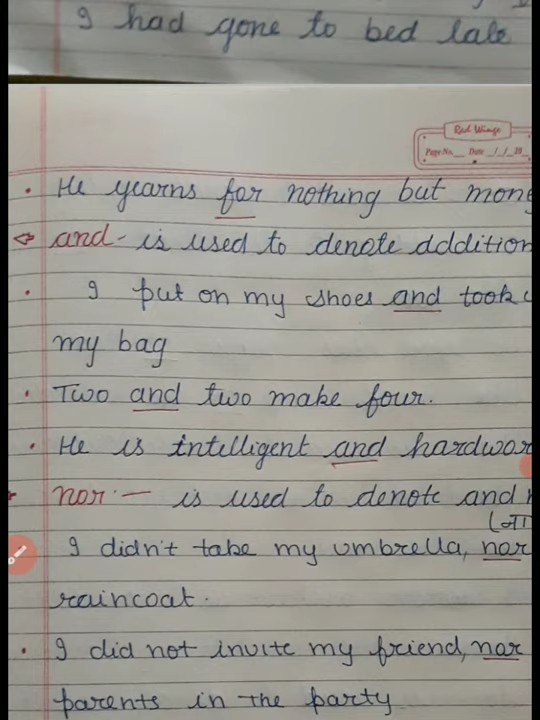 I had gone to bed late
Red Wings
Page No. Date / / 20
• He yearns for nothing but
and - is used to denote addition
• I put on my shoes and took
my bag
• Two and two make four.
• He is intelligent and
nor :- is used to denote and
I didn't take my umbrella, nor
raincoat.
• I did not invite my friend, nor
parents in the party